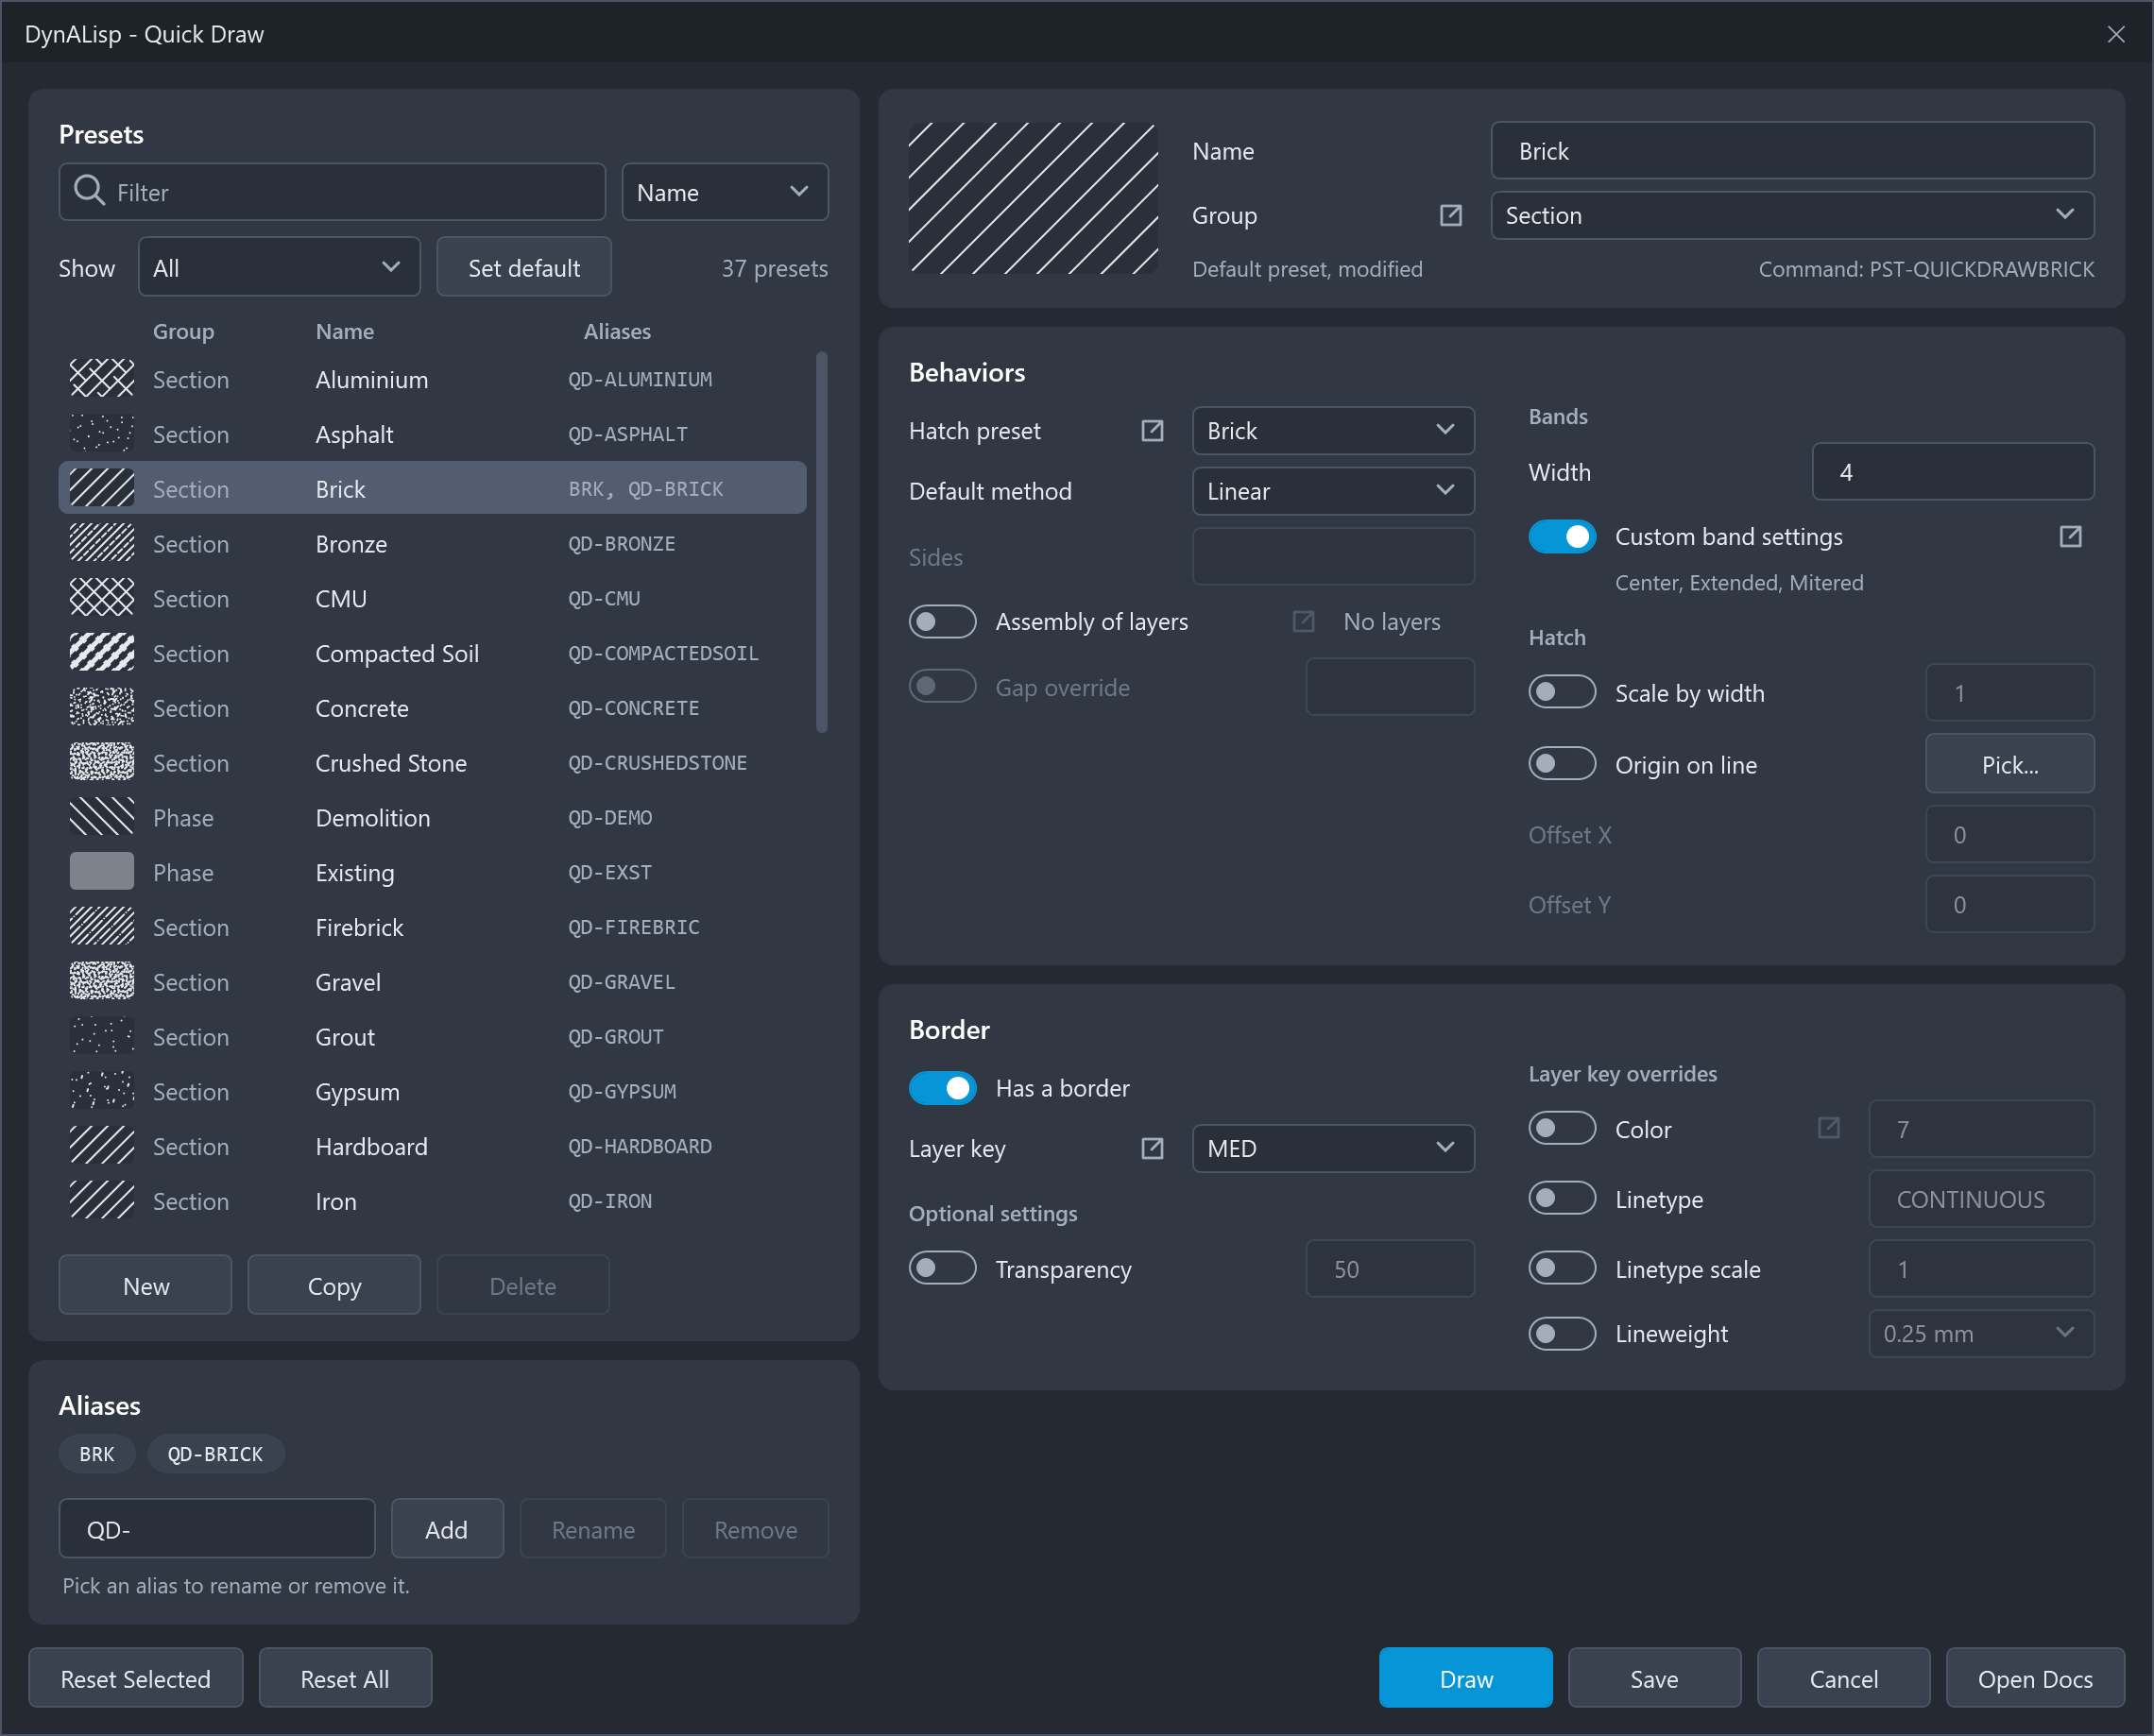 DynALisp - Quick Draw
Presets
Filter
Name
Show
All
Set default
37 presets
Group Name Aliases
Section Aluminium QD-ALUMINIUM
Section Asphalt QD-ASPHALT
Section Brick BRK, QD-BRICK
Section Bronze QD-BRONZE
Section CMU QD-CMU
Section Compacted Soil QD-COMPACTEDSOIL
Section Concrete QD-CONCRETE
Section Crushed Stone QD-CRUSHEDSTONE
Phase Demolition QD-DEMO
Phase Existing QD-EXST
Section Firebrick QD-FIREBRIC
Section Gravel QD-GRAVEL
Section Grout QD-GROUT
Section Gypsum QD-GYPSUM
Section Hardboard QD-HARDBOARD
Section Iron QD-IRON
New
Copy
Delete
Aliases
BRK QD-BRICK
QD-
Add
Rename
Remove
Pick an alias to rename or remove it.
Name
Brick
Group
Section
Default preset, modified
Command: PST-QUICKDRAWBRICK
Behaviors
Hatch preset
Brick
Default method
Linear
Sides
Assembly of layers
No layers
Gap override
Bands
Width
4
Custom band settings
Center, Extended, Mitered
Hatch
Scale by width
1
Origin on line
Pick...
Offset X
0
Offset Y
0
Border
Has a border
Layer key
MED
Optional settings
Transparency
50
Layer key overrides
Color
7
Linetype
CONTINUOUS
Linetype scale
1
Lineweight
0.25 mm
Reset Selected
Reset All
Draw
Save
Cancel
Open Docs